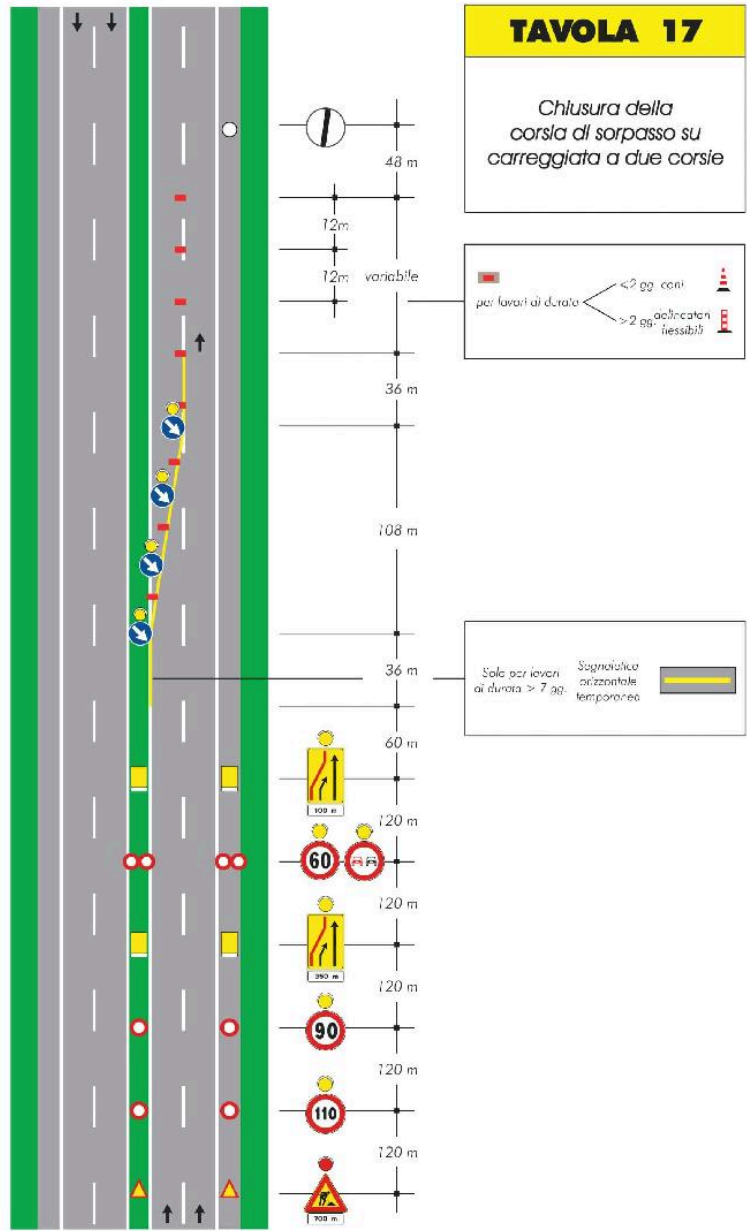 TAVOLA 17
Chiusura della
corsia di sorpasso su
carreggiata a due corsie
48 m
12m
12m variabile
per lavori di durata
<2 gg. coni
>2 gg. delineatori
flessibili
36 m
108 m
36 m
Solo per lavori
di durata > 7 gg.
Segnaletica
orizzontale
temporanea
60 m
100 m
120 m
60
120 m
350 m
120 m
90
120 m
110
120 m
700 m